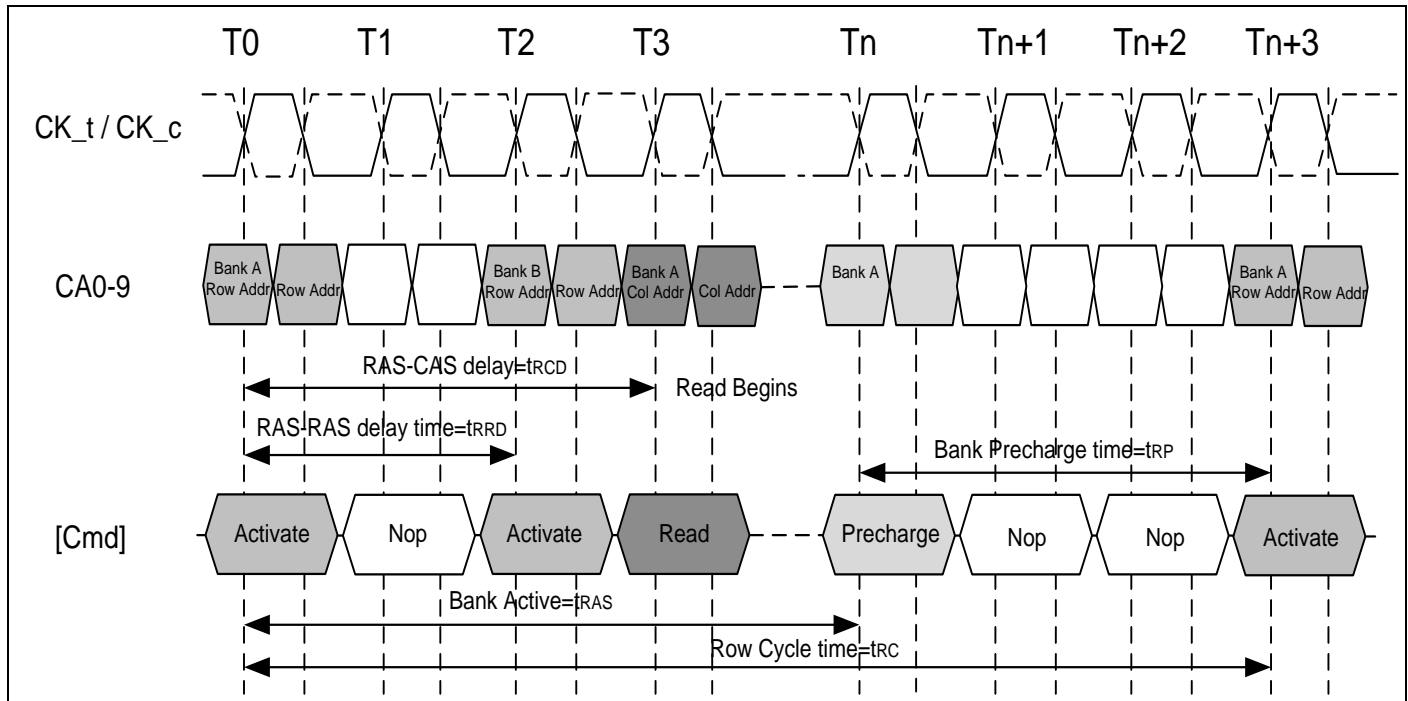 T0 T1 T2 T3 Tn Tn+1 Tn+2 Tn+3
CK_t / CK_c
CA0-9
Bank A
Row Addr
Row Addr
Bank B
Row Addr
Row Addr
Bank A
Col Addr
Col Addr
Bank A
Bank A
Row Addr
Row Addr
RAS-CAS delay=tRCD
Read Begins
RAS-RAS delay time=tRRD
Bank Precharge time=tRP
[Cmd]
Activate Nop Activate Read Precharge Nop Nop Activate
Bank Active=tRAS
Row Cycle time=tRC